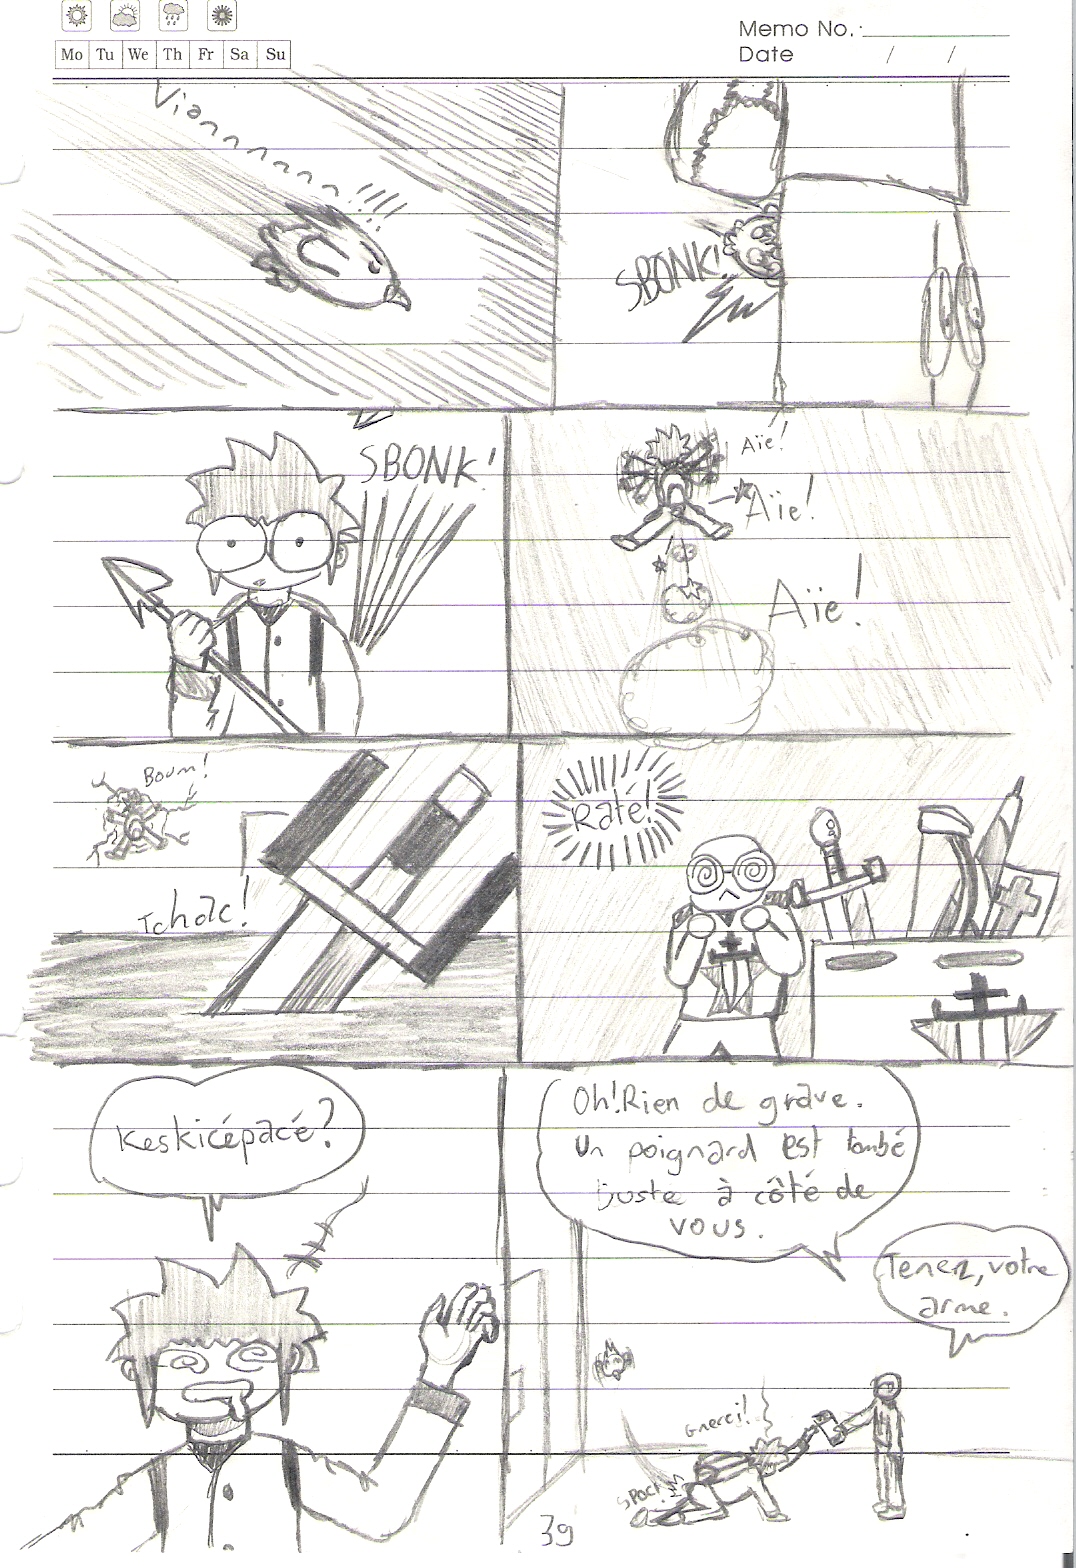 Memo No. :
Mo Tu We Th Fr Sa Su
Date / /
Viannnnnnn!!!!
SBONK!
SBONK!
Aïe!
Aïe!
Aïe!
Boum!
Tchac!
Raté!
Keskicépacé?
Oh! Rien de grave.
Un poignard est tombé
juste à côté de
vous.
Tenez, votre
arme.
Gnerci!
SPOC!
39